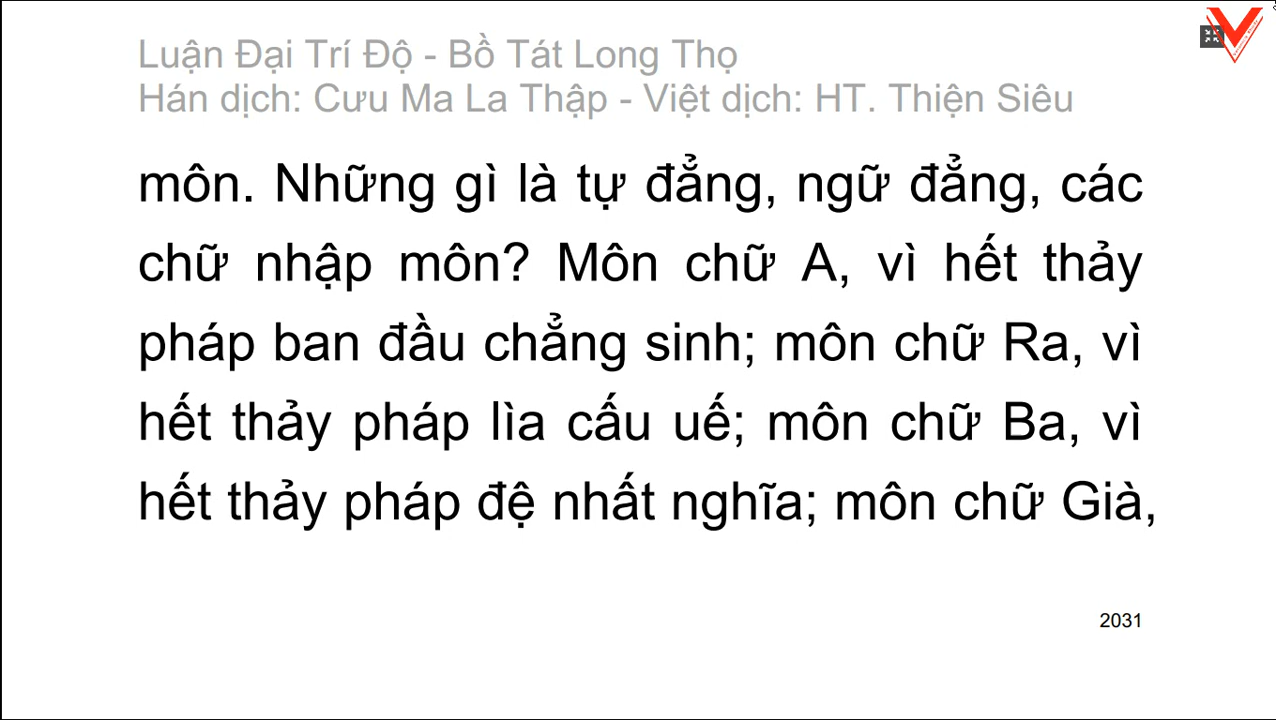 Luận Đại Trí Độ - Bồ Tát Long Thọ
Hán dịch: Cưu Ma La Thập - Việt dịch: HT. Thiện Siêu
môn. Những gì là tự đẳng, ngữ đẳng, các
chữ nhập môn? Môn chữ A, vì hết thảy
pháp ban đầu chẳng sinh; môn chữ Ra, vì
hết thảy pháp lìa cấu uế; môn chữ Ba, vì
hết thảy pháp đệ nhất nghĩa; môn chữ Già,
2031